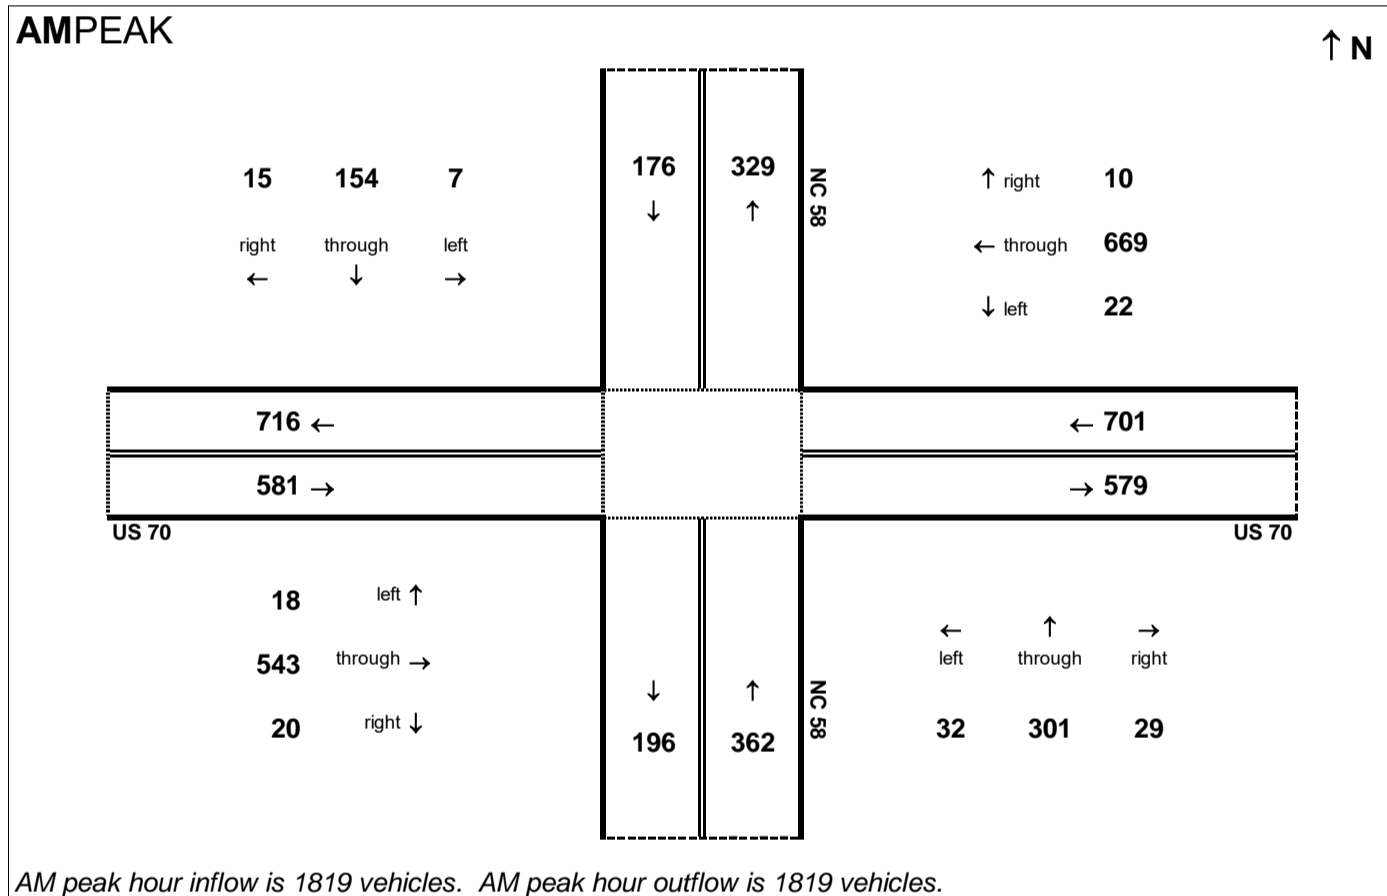 AMPEAK
↑ N
15 154 7
right through left
← ↓ →
176 329
↓ ↑
NC 58
↑ right 10
← through 669
↓ left 22
716 ←
581 →
← 701
→ 579
US 70
US 70
18 left ↑
543 through →
20 right ↓
↓ ↑
196 362
NC 58
← ↑ →
left through right
32 301 29
AM peak hour inflow is 1819 vehicles. AM peak hour outflow is 1819 vehicles.